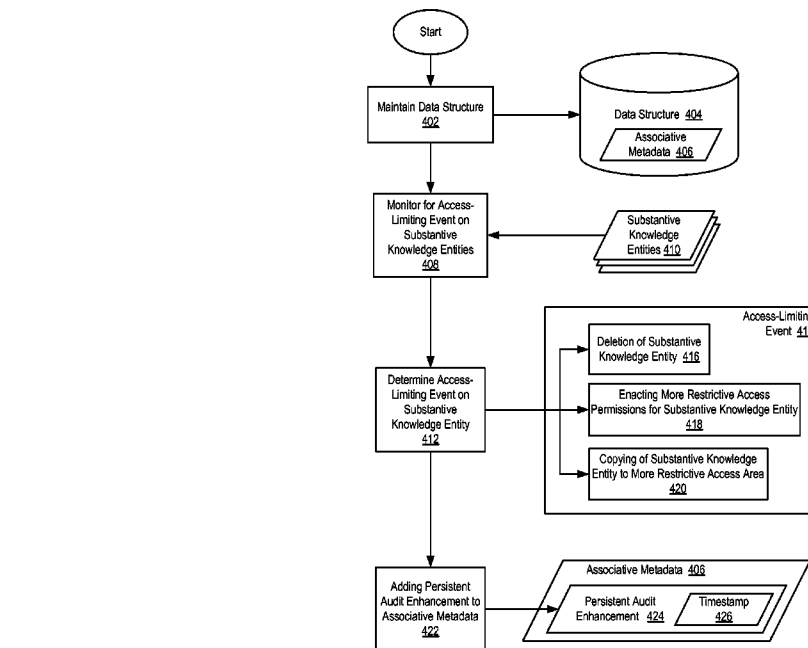 Start
Maintain Data Structure
402
Data Structure 404
Associative
Metadata 406
Monitor for Access-
Limiting Event on
Substantive
Knowledge Entities
408
Substantive
Knowledge
Entities 410
Access-Limitin
Event 41
Deletion of Substantive
Knowledge Entity 416
Determine Access-
Limiting Event on
Substantive
Knowledge Entity
412
Enacting More Restrictive Access
Permissions for Substantive Knowledge Entity
418
Copying of Substantive Knowledge
Entity to More Restrictive Access Area
420
Adding Persistent
Audit Enhancement to
Associative Metadata
422
Associative Metadata 406
Persistent Audit
Enhancement 424
Timestamp
426